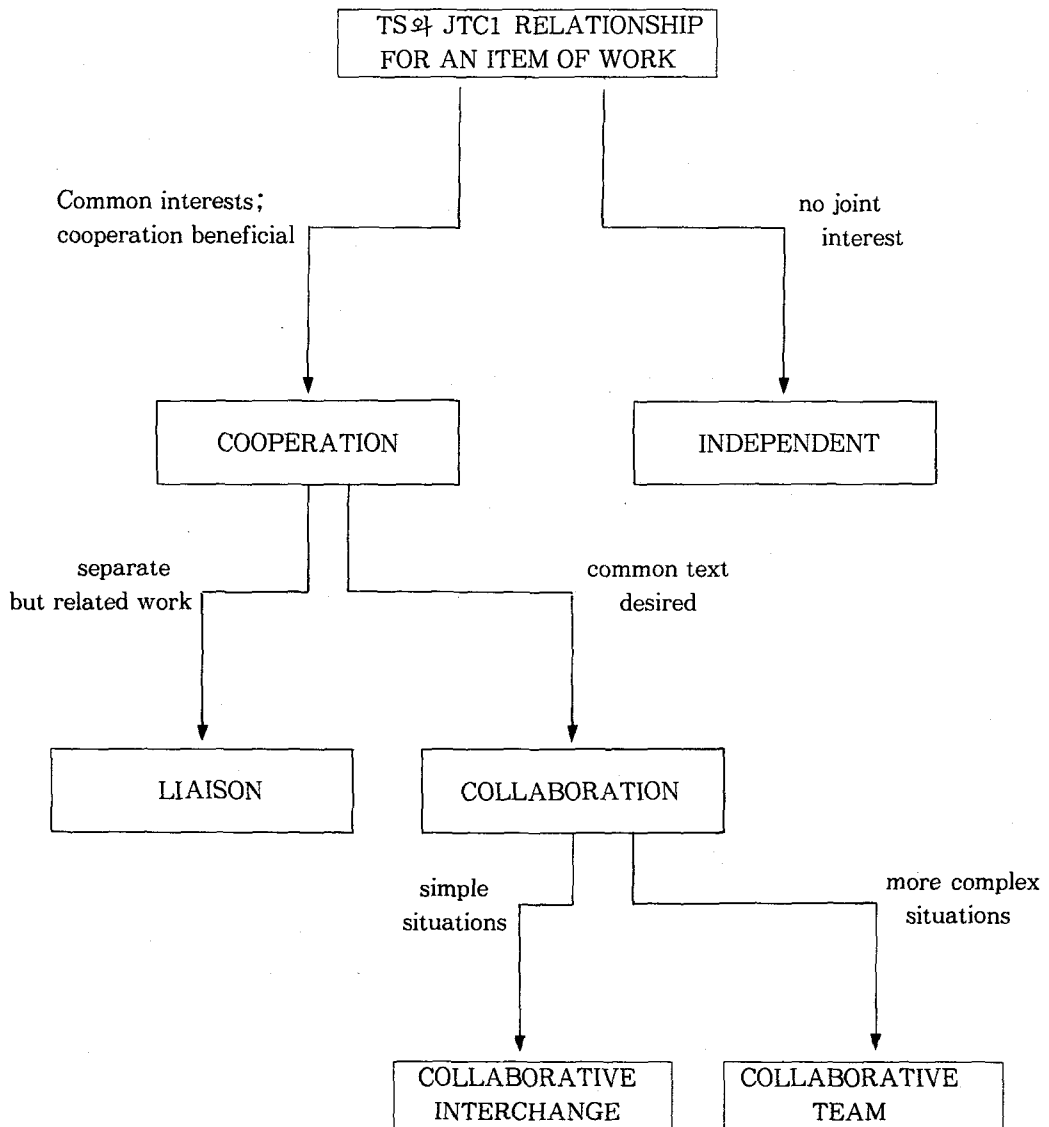 TS와 JTC1 RELATIONSHIP
FOR AN ITEM OF WORK
Common interests;
cooperation beneficial
no joint
interest
COOPERATION
INDEPENDENT
separate
but related work
common text
desired
LIAISON
COLLABORATION
simple
situations
more complex
situations
COLLABORATIVE
INTERCHANGE
COLLABORATIVE
TEAM